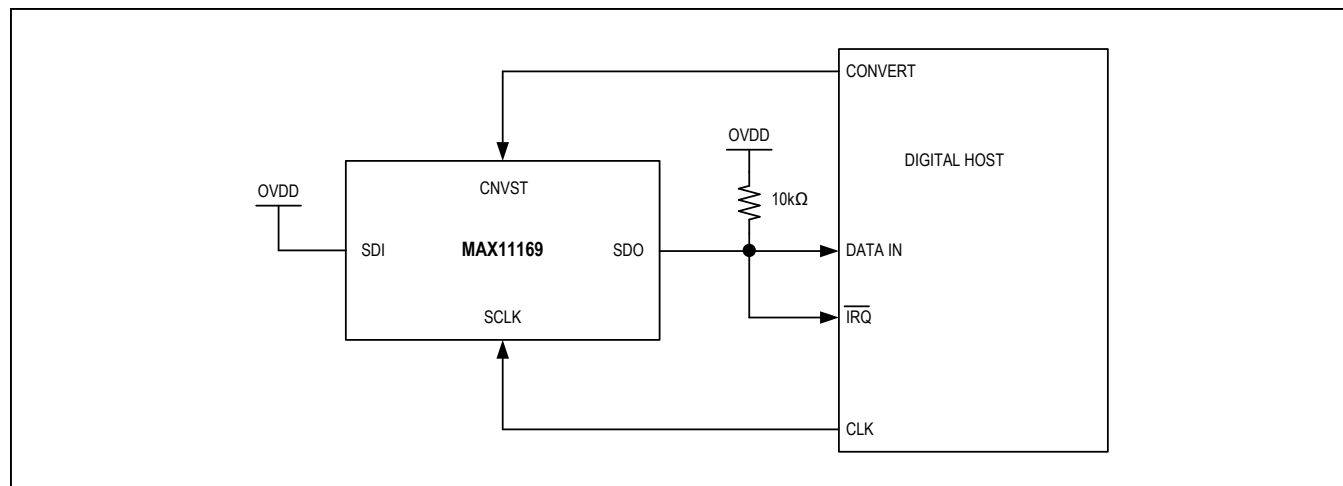 CONVERT
OVDD
DIGITAL HOST
CNVST
OVDD
10kΩ
SDI
MAX11169
SDO
DATA IN
SCLK
IRQ
CLK